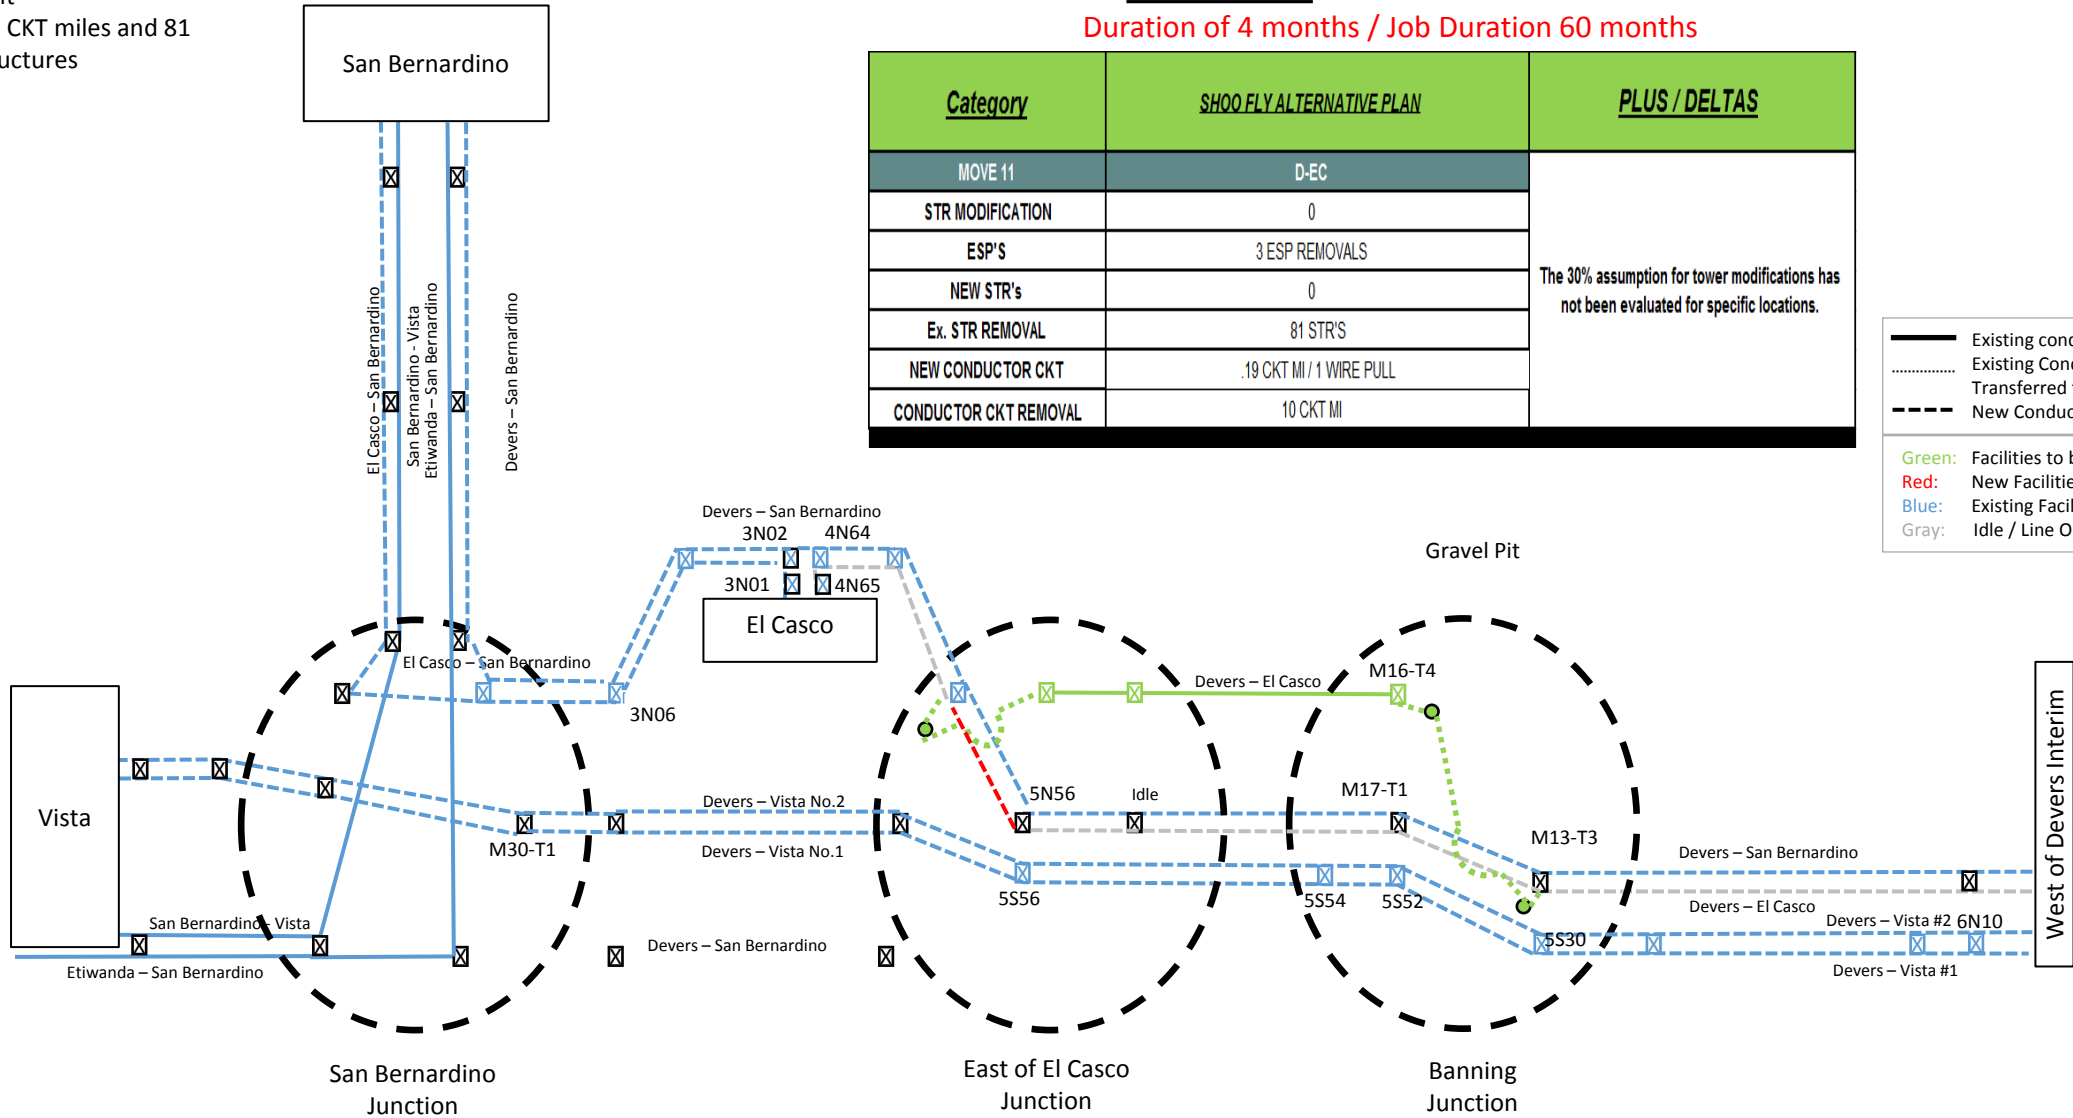 CKT miles and 81
San Bernardino
Duration of 4 months / Job Duration 60 months
Category
SHOO FLY ALTERNATIVE PLAN
PLUS / DELTAS
MOVE 11
D-EC
STR MODIFICATION
0
ESP'S
3 ESP REMOVALS
NEW STR's
0
Ex. STR REMOVAL
81 STR'S
NEW CONDUCTOR CKT
.19 CKT MI / 1 WIRE PULL
CONDUCTOR CKT REMOVAL
10 CKT MI
The 30% assumption for tower modifications has
not been evaluated for specific locations.
Existing
Existing
Transferred
New
Green: Facilities to
Red: New
Blue: Existing
Gray: Idle / Line
El Casco – San Bernardino
San Bernardino - Vista
Etiwanda – San Bernardino
Devers – San Bernardino
Devers – San Bernardino
3N02
4N64
3N01
4N65
El Casco
Gravel Pit
El Casco – San Bernardino
3N06
Devers – El Casco
M16-T4
Vista
M30-T1
Devers – Vista No.2
Devers – Vista No.1
5N56
Idle
M17-T1
M13-T3
Devers – San Bernardino
Devers – El Casco
5S56
5S54
5S52
5S30
Devers – Vista #2
6N10
Devers – Vista #1
West of Devers Interim
San Bernardino - Vista
Etiwanda – San Bernardino
Devers – San Bernardino
San Bernardino
Junction
East of El Casco
Junction
Banning
Junction